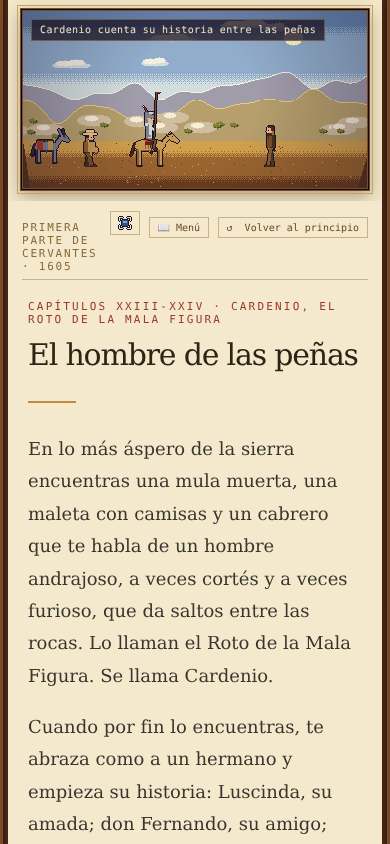 Cardenio cuenta su historia entre las peñas
PRIMERA
PARTE DE
CERVANTES
· 1605
📖 Menú
↺ Volver al principio
CAPÍTULOS XXIII-XXIV · CARDENIO, EL
ROTO DE LA MALA FIGURA
El hombre de las peñas
En lo más áspero de la sierra
encuentras una mula muerta, una
maleta con camisas y un cabrero
que te habla de un hombre
andrajoso, a veces cortés y a veces
furioso, que da saltos entre las
rocas. Lo llaman el Roto de la Mala
Figura. Se llama Cardenio.
Cuando por fin lo encuentras, te
abraza como a un hermano y
empieza su historia: Luscinda, su
amada; don Fernando, su amigo;